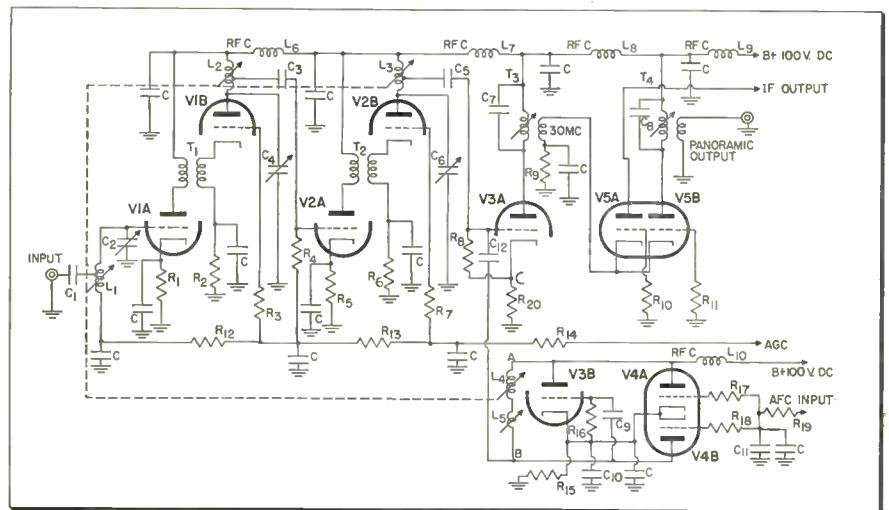 RFC L6
RFC L7
RFC L8
RFC L9
B+ 100 V. DC
L2
C3
L3
C5
T3
C
T4
IF OUTPUT
C
C
C
V1B
V2B
C7
C8
30MC
PANORAMIC OUTPUT
T1
C4
T2
C6
R9
C
V1A
V2A
V3A
V5A
V5B
C2
INPUT
C1
L1
C
R1
R2
C
R3
R4
C
R5
R6
C
R7
R8
C12
C
R20
R10
R11
R12
R13
R14
AGC
C
C
C
A
RFC L10
B+100 V. DC
L4
V3B
V4A
R17
AFC INPUT
L5
R16
C9
R18
R19
B
V4B
C11
C
R15
C10
C